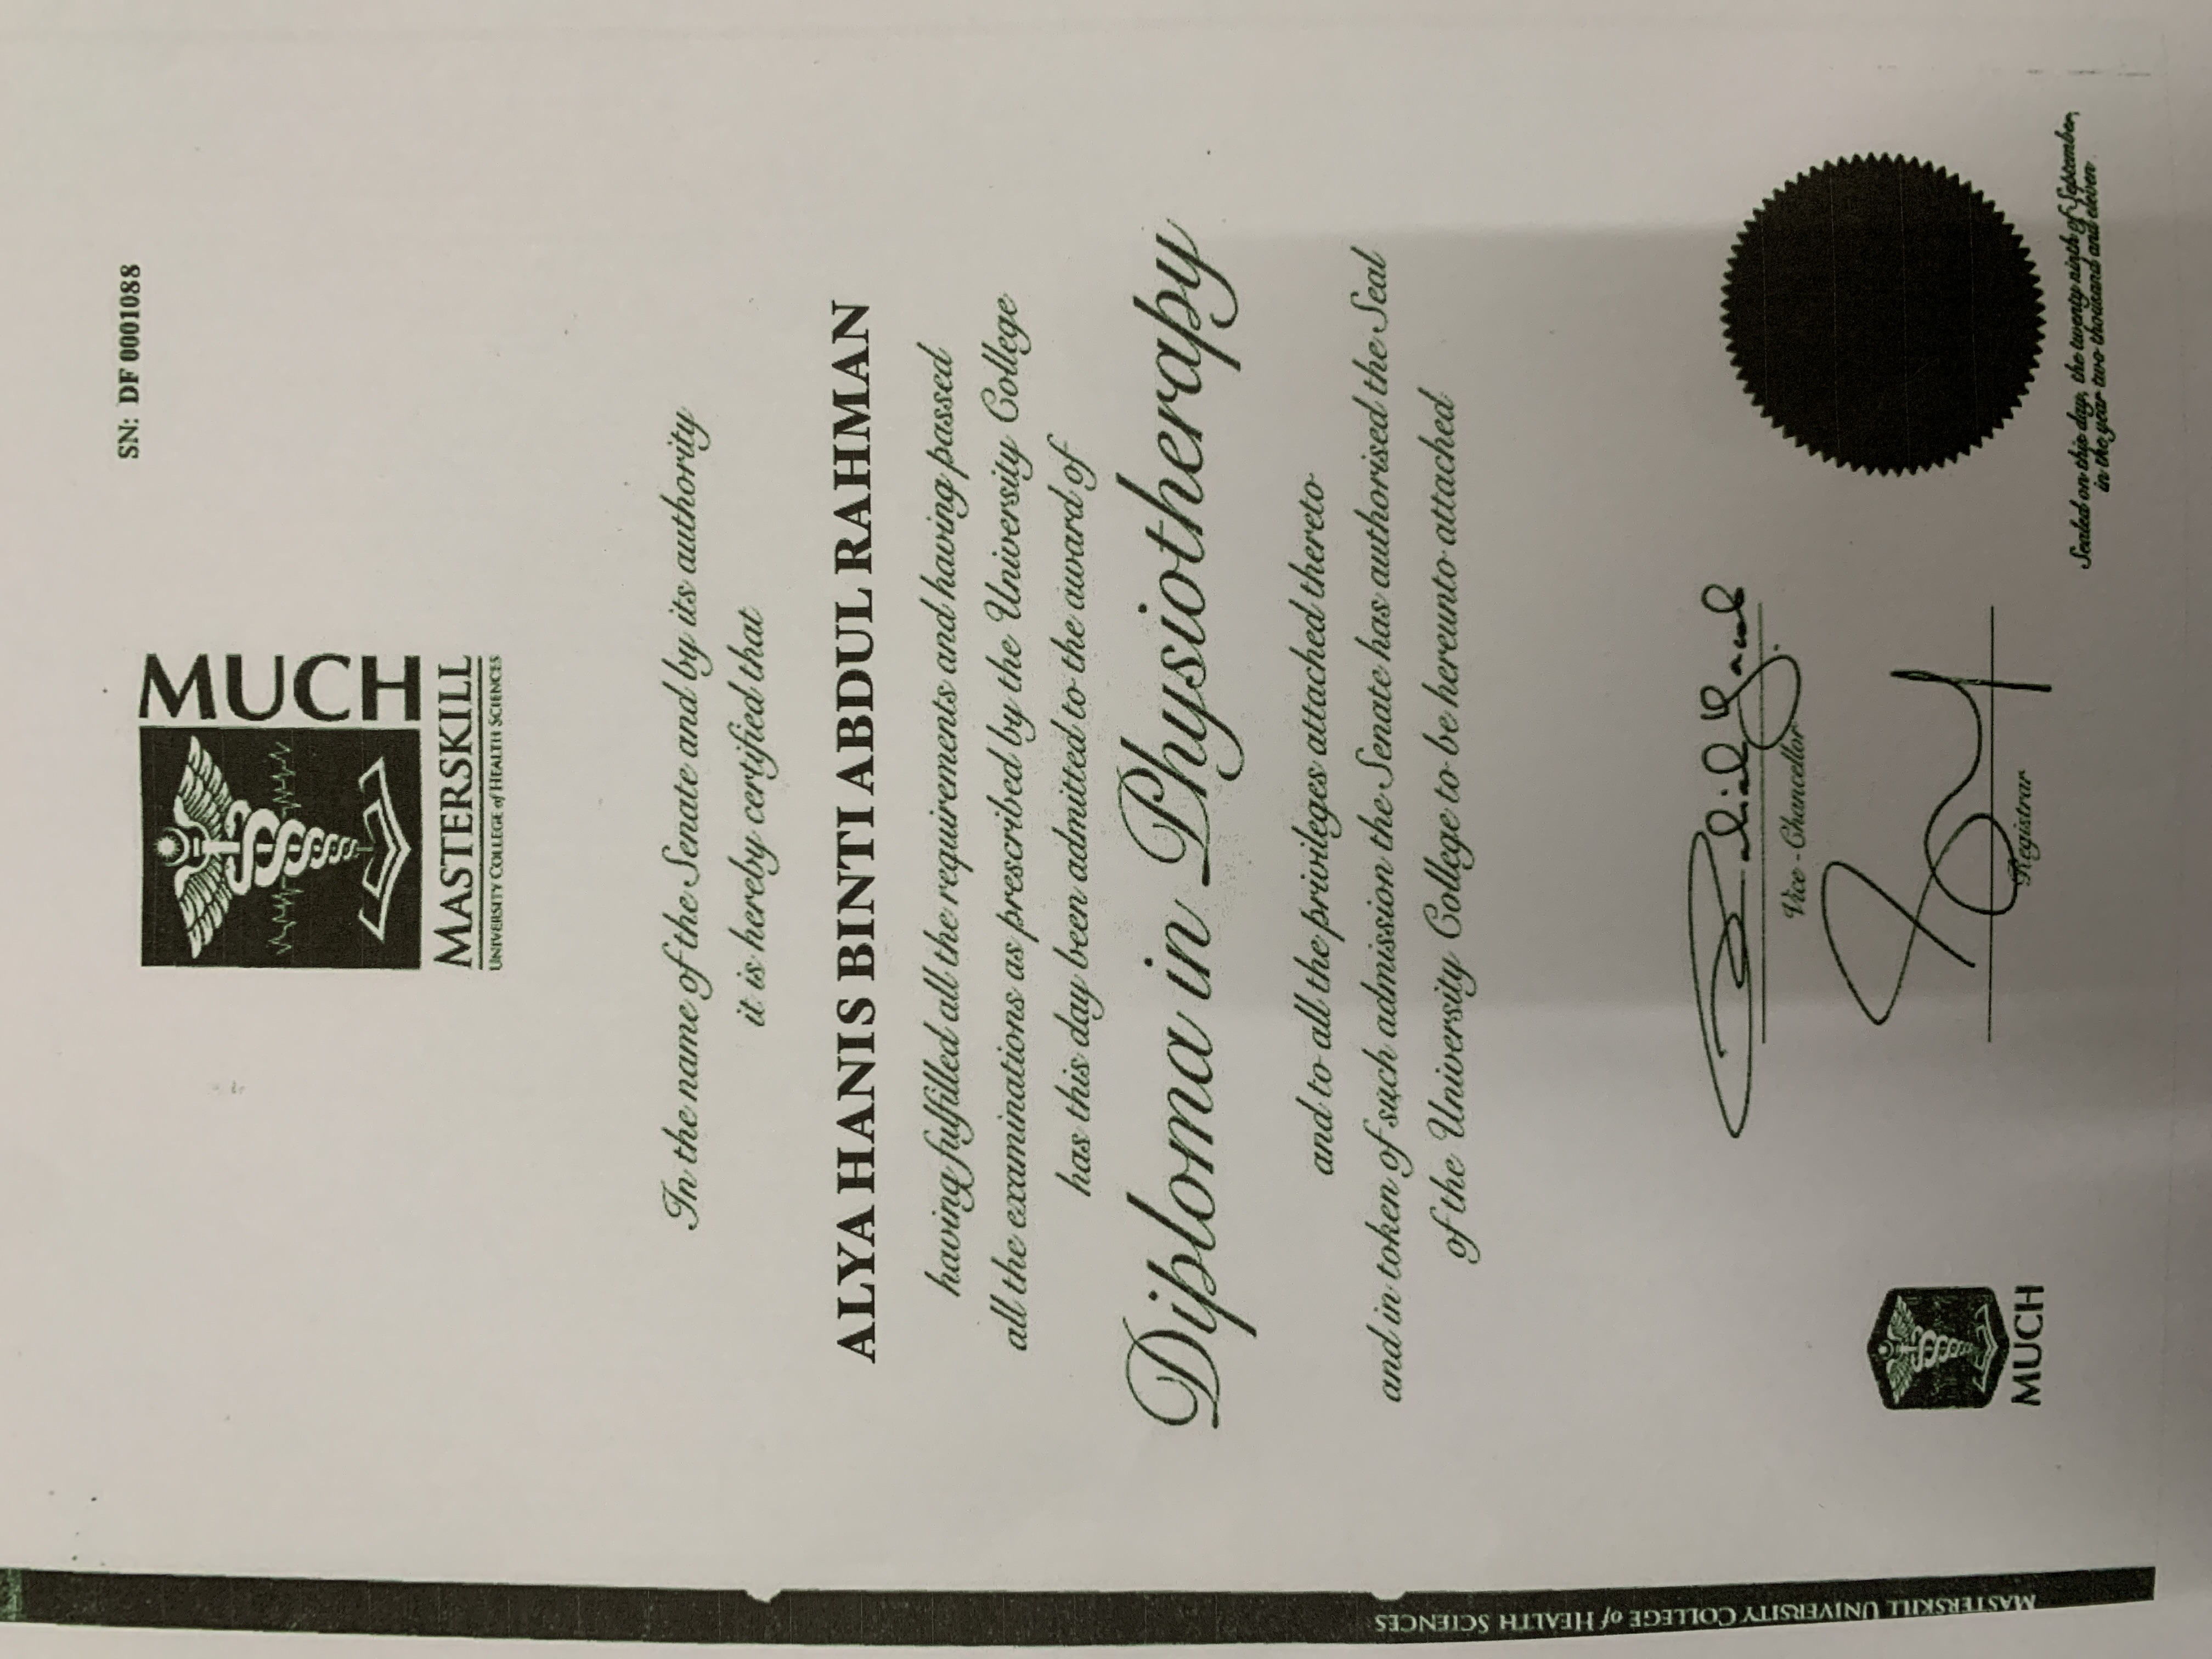 SN: DF 0001088
MUCH
MASTERSKILL
UNIVERSITY COLLEGE of HEALTH SCIENCES
In the name of the Senate and by its authority
it is hereby certified that
ALYA HANIS BINTI ABDUL RAHMAN
having fulfilled all the requirements and having passed
all the examinations as prescribed by the University College
has this day been admitted to the award of
Diploma in Physiotherapy
and to all the privileges attached thereto
and in token of such admission the Senate has authorised the Seal
of the University College to be hereunto attached
Vice-Chancellor
Registrar
MUCH
Sealed on this day, the twenty ninth of September,
in the year two thousand and eleven
MASTERSKILL UNIVERSITY COLLEGE of HEALTH SCIENCES